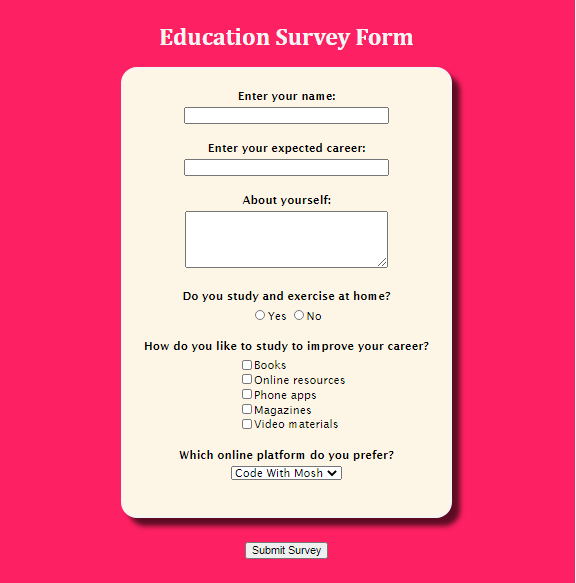 Education Survey Form
Enter your name:
Enter your expected career:
About yourself:
Do you study and exercise at home?
Yes No
How do you like to study to improve your career?
Books
Online resources
Phone apps
Magazines
Video materials
Which online platform do you prefer?
Code With Mosh
Submit Survey